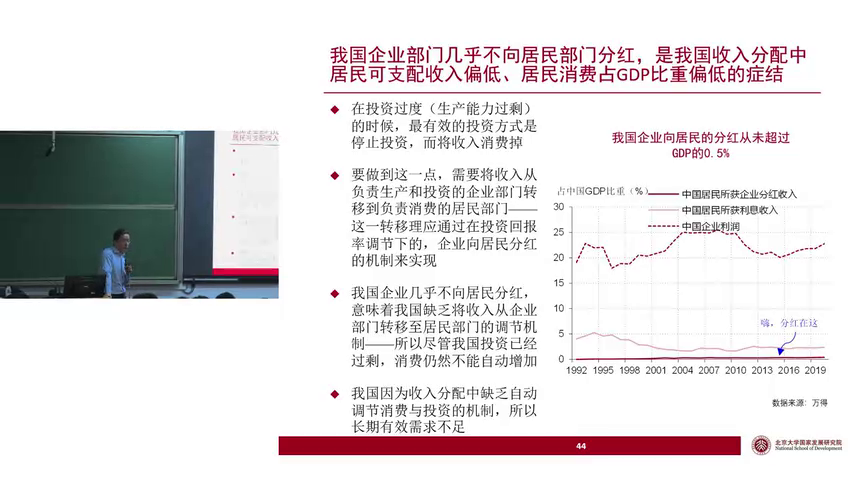 我国企业部门几乎不向居民部门分红，是我国收入分配中
居民可支配收入偏低、居民消费占GDP比重偏低的症结
在投资过度（生产能力过剩）
的时候，最有效的投资方式是
停止投资，而将收入消费掉
要做到这一点，需要将收入从
负责生产和投资的企业部门转
移到负责消费的居民部门——
这一转移理应通过在投资回报
率调节下的，企业向居民分红
的机制来实现
我国企业几乎不向居民分红，
意味着我国缺乏将收入从企业
部门转移至居民部门的调节机
制——所以尽管我国投资已经
过剩，消费仍然不能自动增加
我国因为收入分配中缺乏自动
调节消费与投资的机制，所以
长期有效需求不足
我国企业向居民的分红从未超过
GDP的0.5%
占中国GDP比重（%）
中国居民所获企业分红收入
中国居民所获利息收入
中国企业利润
30
25
20
15
10
5
0
嗨，分红在这
1992 1995 1998 2001 2004 2007 2010 2013 2016 2019
数据来源：万得
44
北京大学国家发展研究院
National School of Development